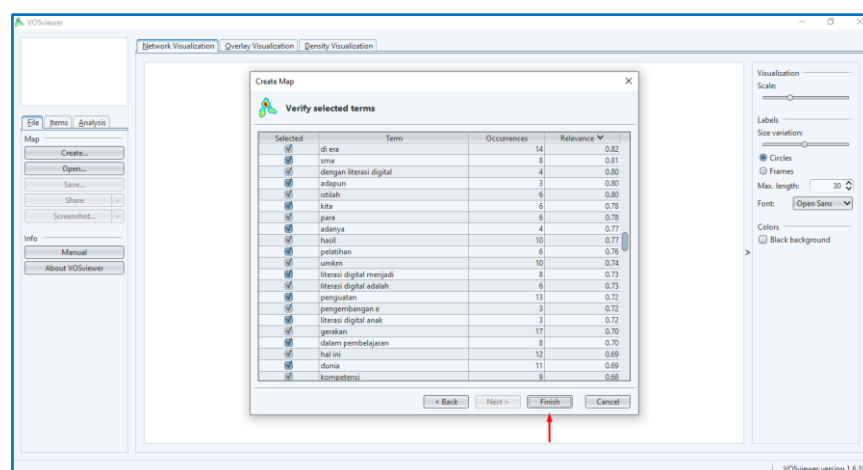 VOSviewer
Network Visualization Overlay Visualization Density Visualization
File Items Analysis
Map
Create...
Open...
Save...
Share
Screenshot...
Info
Manual
About VOSviewer
Create Map
Verify selected terms
Selected Term Occurrences Relevance
di era 14 0.82
sma 8 0.81
dengan literasi digital 4 0.80
adapun 3 0.80
istilah 6 0.80
kita 6 0.78
para 6 0.78
adanya 4 0.77
hasil 10 0.77
pelatihan 6 0.76
umkm 10 0.74
literasi digital menjadi 8 0.73
literasi digital adalah 6 0.73
penguatan 13 0.72
pengembangan e 3 0.72
literasi digital anak 3 0.72
gerakan 17 0.70
dalam pembelajaran 8 0.70
hal ini 12 0.69
dunia 11 0.69
kompetensi 9 0.68
< Back Next > Finish Cancel
Visualization
Scale:
Labels
Size variation:
Circles
Frames
Max. length: 30
Font: Open Sans
Colors
Black background
>
VOSviewer version